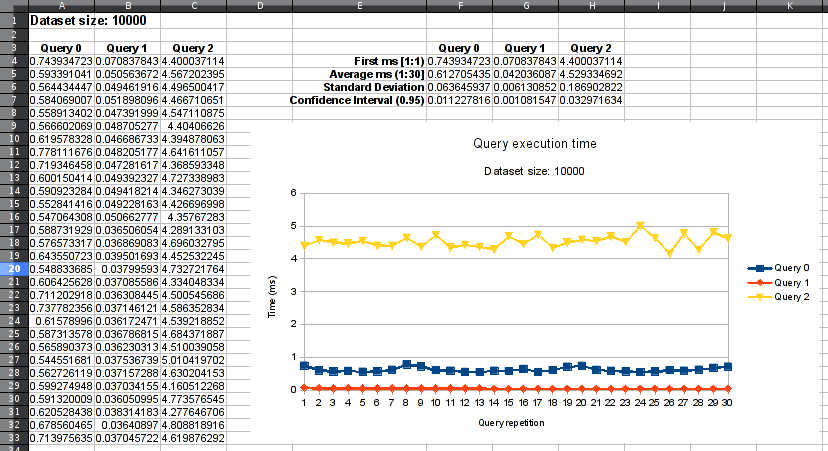 A B C D E F G H I J K
1 Dataset size: 10000
2
3 Query 0 Query 1 Query 2 Query 0 Query 1 Query 2
4 0.743934723 0.070837843 4.400037114 First ms [1:1) 0.743934723 0.070837843 4.400037114
5 0.593391041 0.050563672 4.567202395 Average ms (1:30] 0.612705435 0.042036087 4.529334692
6 0.564434447 0.049461916 4.496500417 Standard Deviation 0.063645937 0.006130852 0.186902822
7 0.584069007 0.051898096 4.466710651 Confidence Interval (0.95) 0.011227816 0.001081547 0.032971634
8 0.558913402 0.047391999 4.547110875
9 0.566602069 0.048705277 4.40406626
10 0.619578328 0.046686733 4.394878063
11 0.778111676 0.048205177 4.641611057
12 0.719346458 0.047281617 4.368593348
13 0.600150414 0.049392327 4.727338983
14 0.590923284 0.049418214 4.346273039
15 0.552841416 0.049228163 4.426696998
16 0.547064308 0.050662777 4.35767283
17 0.588731929 0.036506054 4.289133103
18 0.576573317 0.036869083 4.696032795
19 0.643550723 0.039501693 4.452532245
20 0.548833685 0.03799593 4.732721764
21 0.606425628 0.037085586 4.334048334
22 0.711202918 0.036308445 4.500545686
23 0.737782356 0.037146121 4.586352834
24 0.61578996 0.036172471 4.539218852
25 0.587313578 0.036786815 4.684371887
26 0.565890373 0.036230313 4.510039058
27 0.544551681 0.037536739 5.010419702
28 0.562726119 0.037157288 4.630204153
29 0.599274948 0.037034155 4.160512268
30 0.591320009 0.036050995 4.773576545
31 0.620528438 0.038314183 4.277646706
32 0.678560465 0.03640897 4.808818916
33 0.713975635 0.037045722 4.619876292
Query execution time
Dataset size: 10000
6
5
4
3
2
1
0
Time (ms)
1 2 3 4 5 6 7 8 9 10 11 12 13 14 15 16 17 18 19 20 21 22 23 24 25 26 27 28 29 30
Query repetition
Query 0
Query 1
Query 2